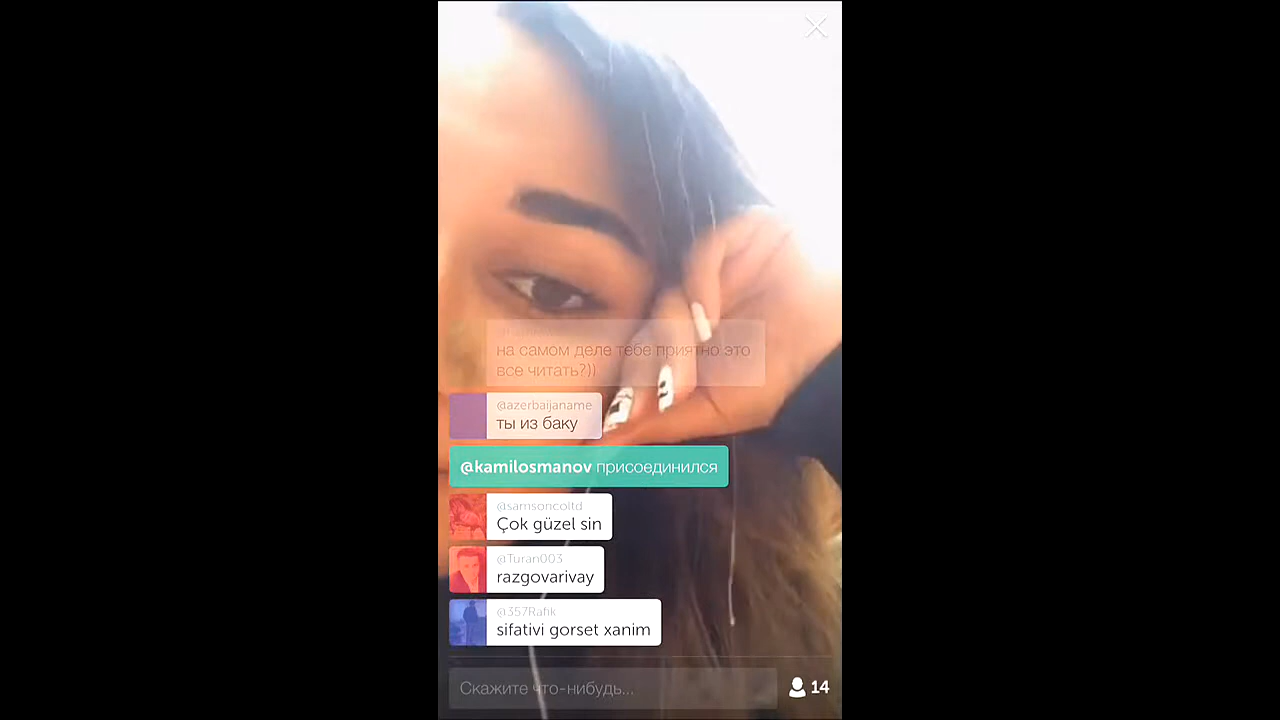 на самом деле тебе приятно это
все читать?))
@azerbaijaname
ты из баку
@kamilosmanov присоединился
@samsoncoltd
Çok güzel sin
@Turan003
razgovarivay
@357Rafik
sifativi gorset xanim
Скажите что-нибудь...
14